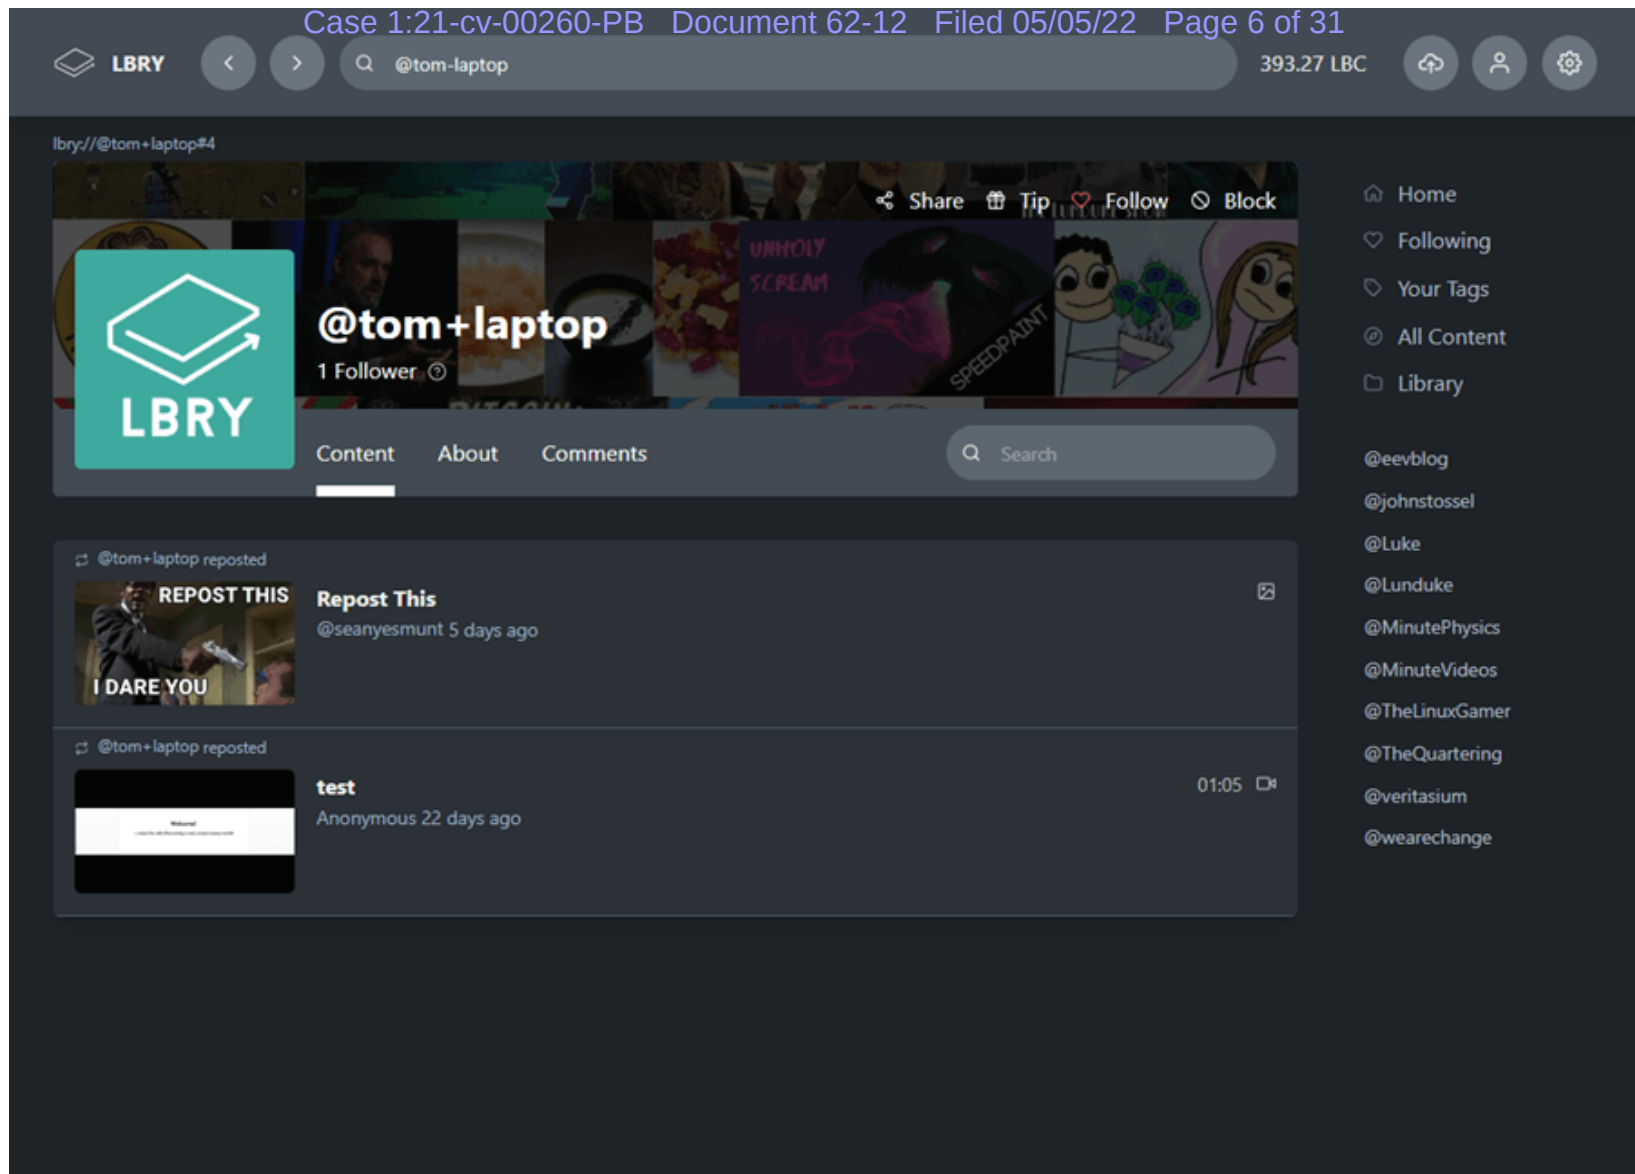 Case 1:21-cv-00260-PB Document 62-12 Filed 05/05/22 Page 6 of 31
LBRY
@tom-laptop
393.27 LBC
lbry://@tom+laptop#4
Share
Tip
Follow
Block
UNHOLY
SCREAM
SPEEDPAINT
LBRY
@tom+laptop
1 Follower
Content
About
Comments
Search
@tom+laptop reposted
REPOST THIS
I DARE YOU
Repost This
@seanyesmunt 5 days ago
@tom+laptop reposted
Welcome!
test
Anonymous 22 days ago
01:05
Home
Following
Your Tags
All Content
Library
@eevblog
@johnstossel
@Luke
@Lunduke
@MinutePhysics
@MinuteVideos
@TheLinuxGamer
@TheQuartering
@veritasium
@wearechange